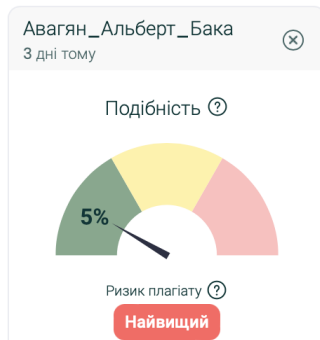 Авагян_Альберт_Бака
3 дні тому
Подібність ?
5%
Ризик плагіату ?
Найвищий